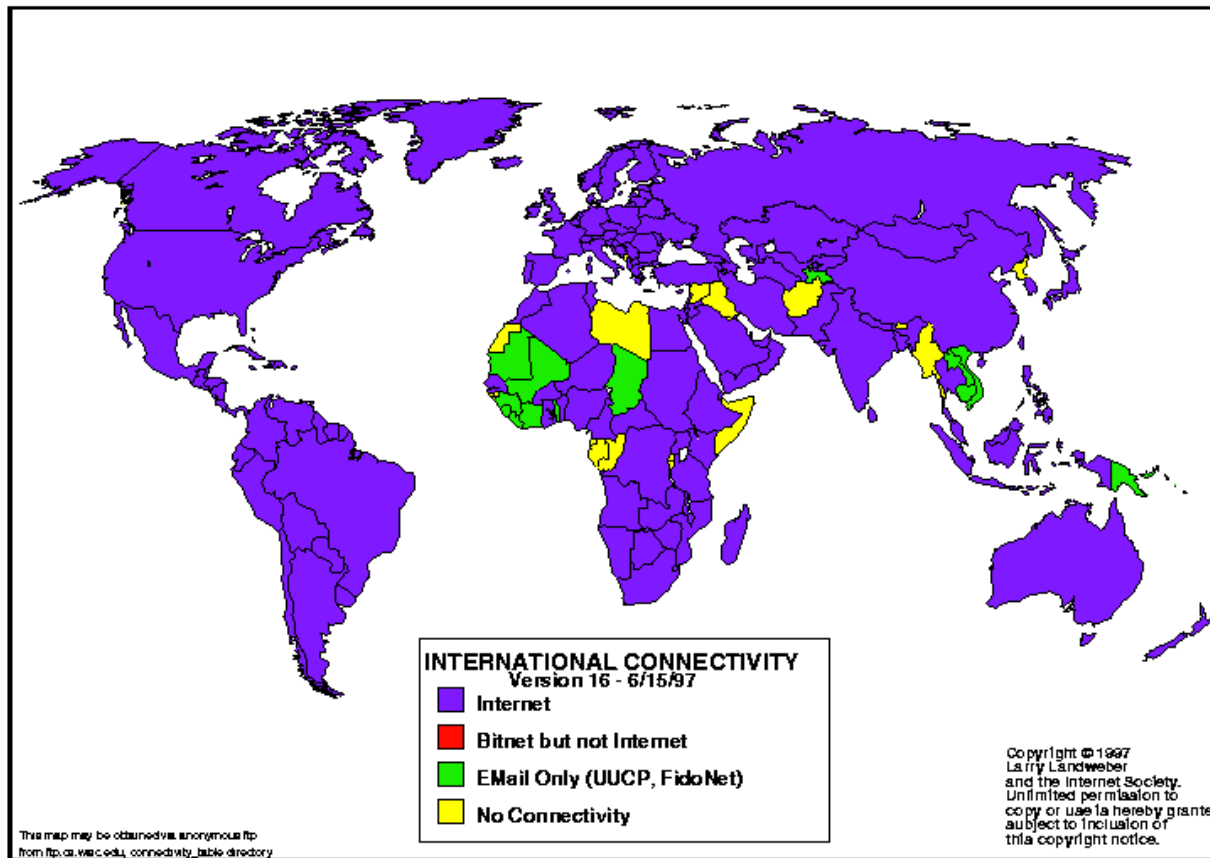 INTERNATIONAL CONNECTIVITY
Version 16 - 6/15/97
Internet
Bitnet but not Internet
EMail Only (UUCP, FidoNet)
No Connectivity
Copyright © 1997
Larry Landweber
and the Internet Society.
Unlimited permission to
copy or use is hereby grante
subject to inclusion of
this copyright notice.
This map may be obtained via anonymous ftp
from ftp.cs.wisc.edu, connectivity_table directory